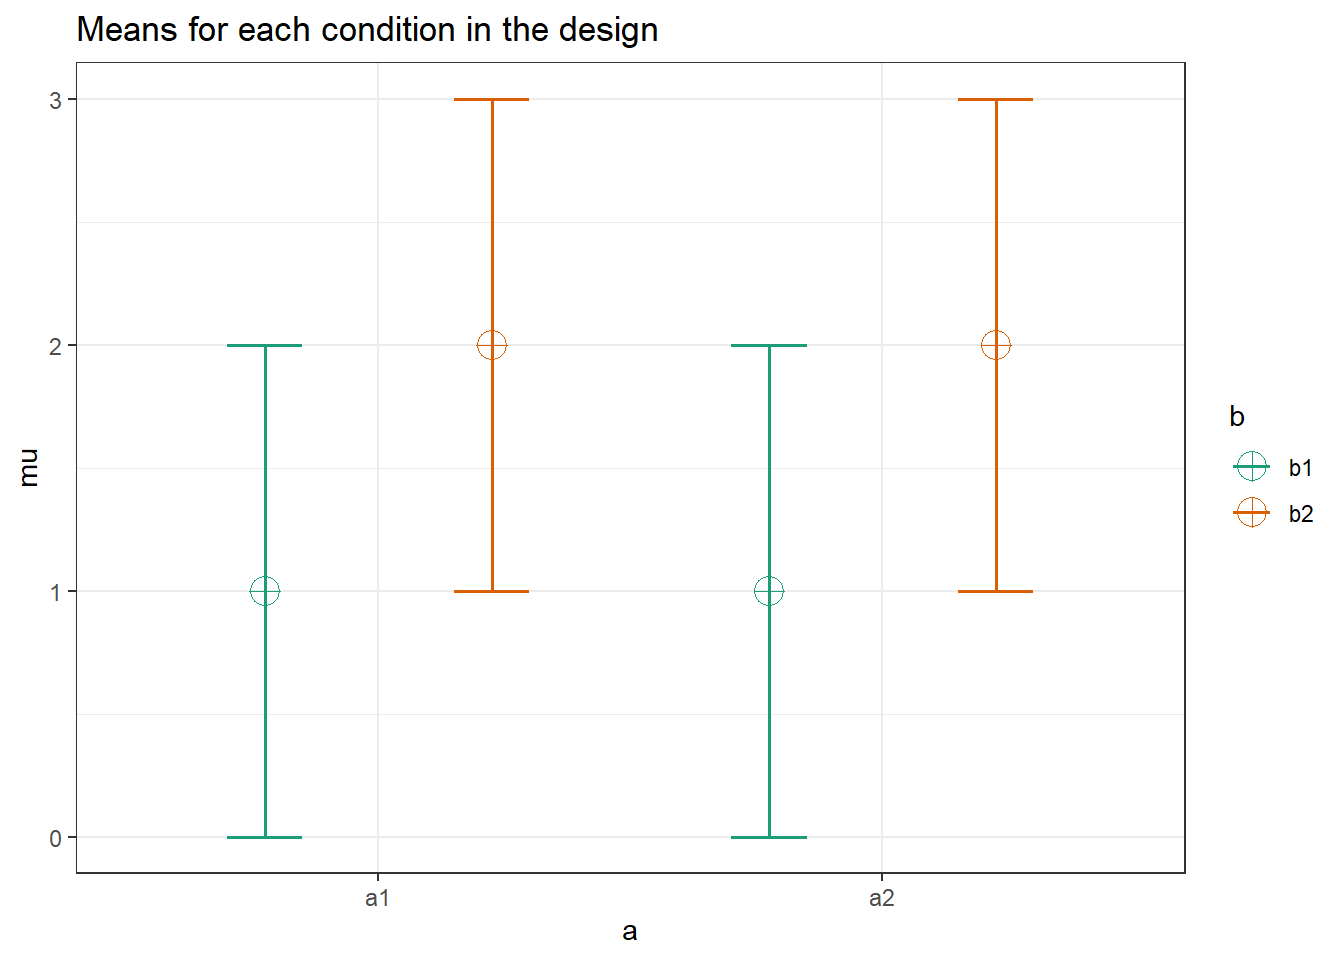 Means for each condition in the design
3
2
1
0
mu
a1
a2
a
b
b1
b2